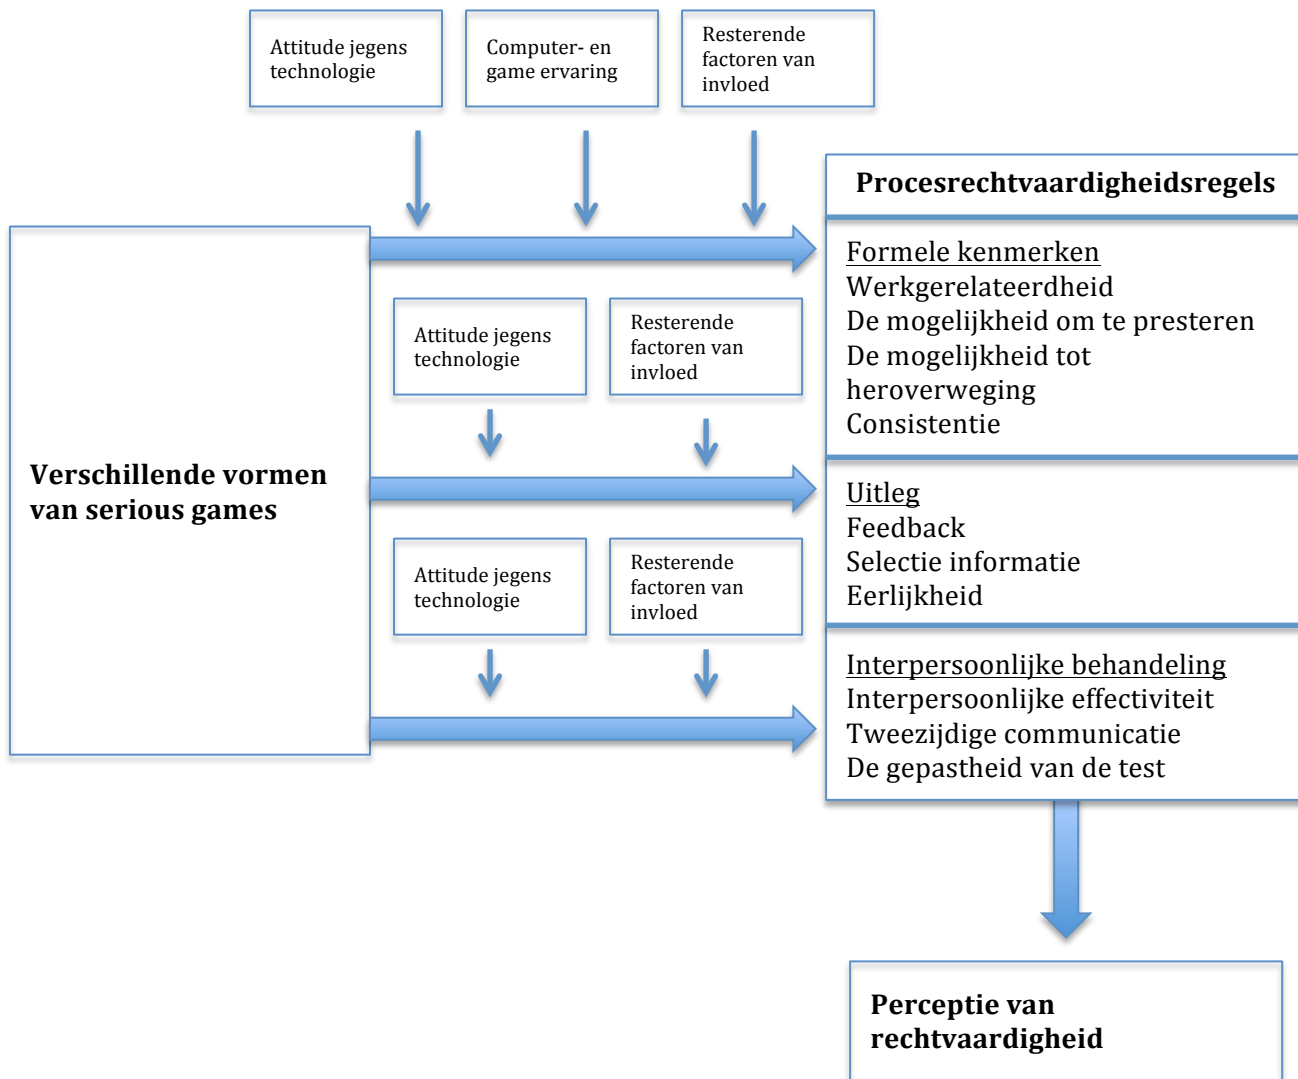 Attitude jegens
technologie
Computer- en
game ervaring
Resterende
factoren van
invloed
Procesrechtvaardigheidsregels
Formele kenmerken
Werkgerelateerdheid
De mogelijkheid om te presteren
De mogelijkheid tot
heroverweging
Consistentie
Attitude jegens
technologie
Resterende
factoren van
invloed
Verschillende vormen
van serious games
Uitleg
Feedback
Selectie informatie
Eerlijkheid
Attitude jegens
technologie
Resterende
factoren van
invloed
Interpersoonlijke behandeling
Interpersoonlijke effectiviteit
Tweezijdige communicatie
De gepastheid van de test
Perceptie van
rechtvaardigheid